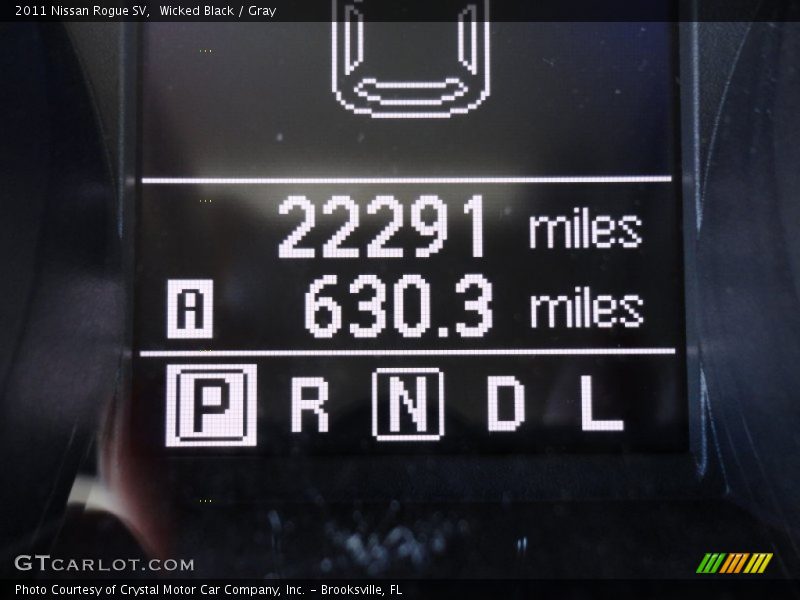 2011 Nissan Rogue SV,  Wicked Black / Gray
22291 miles
A 630.3 miles
P R N D L
GTCARLOT.COM
Photo Courtesy of Crystal Motor Car Company, Inc. - Brooksville, FL